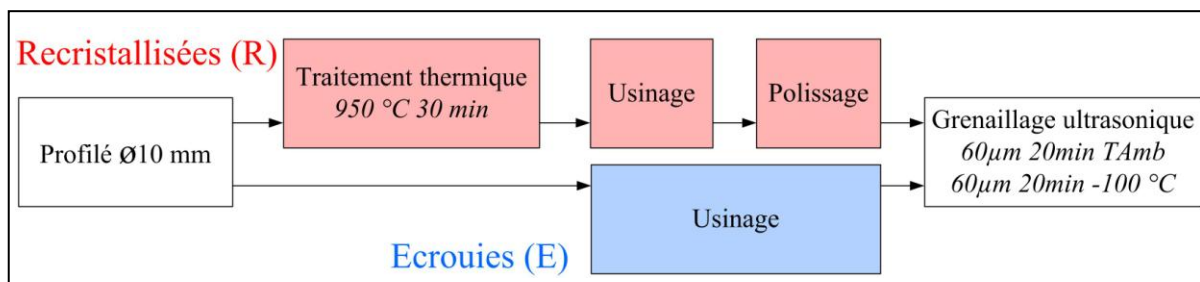 Recristallisées (R)
Traitement thermique
950 °C 30 min
Usinage
Polissage
Profilé Ø10 mm
Grenaillage ultrasonique
60µm 20min TAmb
60µm 20min -100 °C
Usinage
Ecrouies (E)